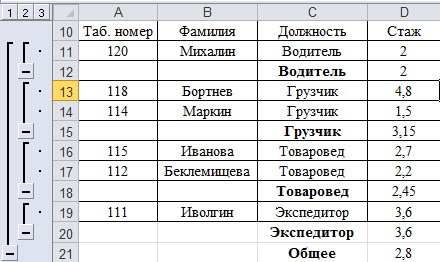 1 2 3 A B C D
10 Таб. номер Фамилия Должность Стаж
11 120 Михалин Водитель 2
12 Водитель 2
13 118 Бортнев Грузчик 4,8
14 114 Маркин Грузчик 1,5
15 Грузчик 3,15
16 115 Иванова Товаровед 2,7
17 112 Беклемищева Товаровед 2,2
18 Товаровед 2,45
19 111 Иволгин Экспедитор 3,6
20 Экспедитор 3,6
21 Общее 2,8